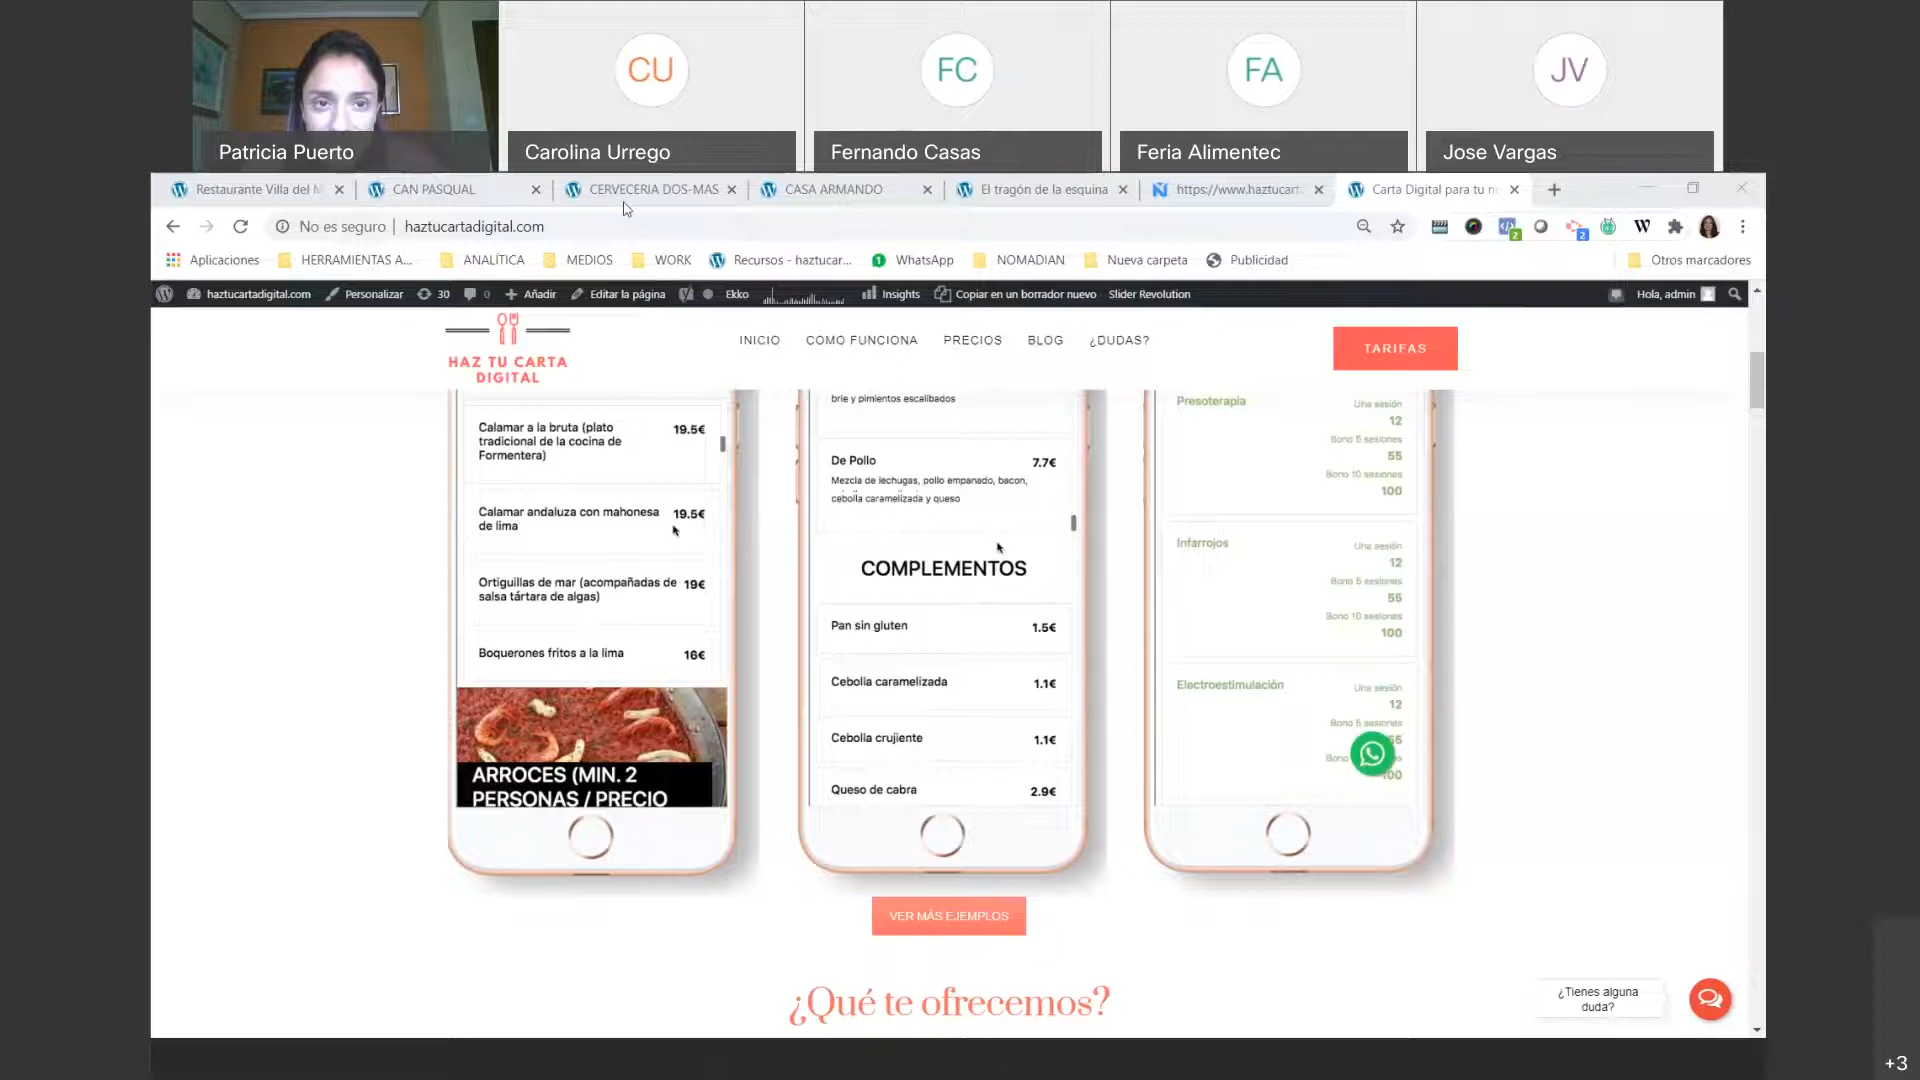 CU
FC
FA
JV
Patricia Puerto
Carolina Urrego
Fernando Casas
Feria Alimentec
Jose Vargas
Restaurante Villa del M
CAN PASQUAL
CERVECERIA DOS-MAS
CASA ARMANDO
El tragón de la esquina
https://www.haztucart
Carta Digital para tu ne
No es seguro
haztucartadigital.com
2
2
W
Aplicaciones
HERRAMIENTAS A...
ANALÍTICA
MEDIOS
WORK
Recursos - haztucar...
1
WhatsApp
NOMADIAN
Nueva carpeta
Publicidad
Otros marcadores
haztucartadigital.com
Personalizar
30
0
Añadir
Editar la página
Ekko
Insights
Copiar en un borrador nuevo
Slider Revolution
Hola, admin
HAZ TU CARTA
DIGITAL
INICIO
COMO FUNCIONA
PRECIOS
BLOG
¿DUDAS?
TARIFAS
Calamar a la bruta (plato
tradicional de la cocina de
Formentera)
19.5€
Calamar andaluza con mahonesa
de lima
19.5€
Ortiguillas de mar (acompañadas de
salsa tártara de algas)
19€
Boquerones fritos a la lima
16€
ARROCES (MIN. 2
PERSONAS / PRECIO
brie y pimientos escalibados
De Pollo
7.7€
Mezcla de lechugas, pollo empanado, bacon,
cebolla caramelizada y queso
COMPLEMENTOS
Pan sin gluten
1.5€
Cebolla caramelizada
1.1€
Cebolla crujiente
1.1€
Queso de cabra
2.9€
Presoterapia
Una sesión
12
Bono 5 sesiones
55
Bono 10 sesiones
100
Infarrojos
Una sesión
12
Bono 5 sesiones
55
Bono 10 sesiones
100
Electroestimulación
Una sesión
12
Bono 5 sesiones
55
Bono
100
VER MÁS EJEMPLOS
¿Qué te ofrecemos?
¿Tienes alguna
duda?
+3